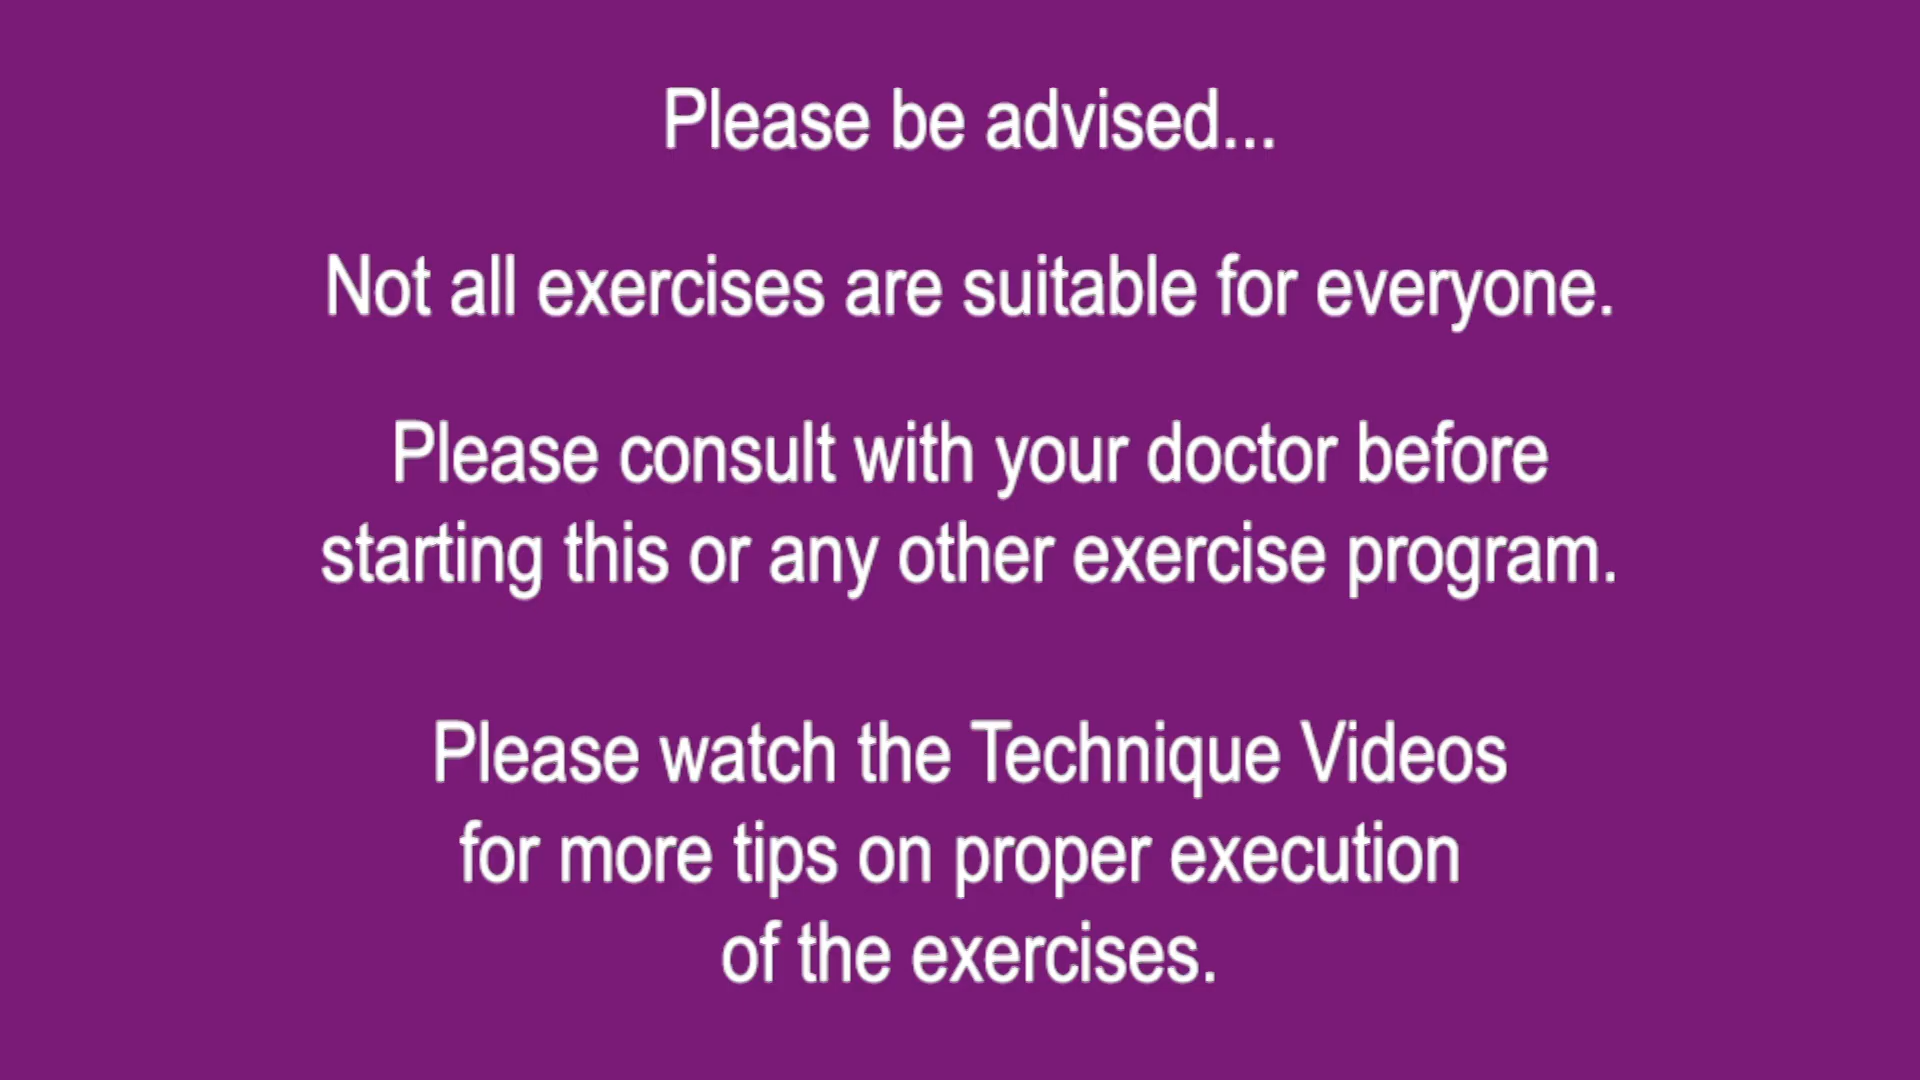 Please be advised...
Not all exercises are suitable for everyone.
Please consult with your doctor before
starting this or any other exercise program.
Please watch the Technique Videos
for more tips on proper execution
of the exercises.